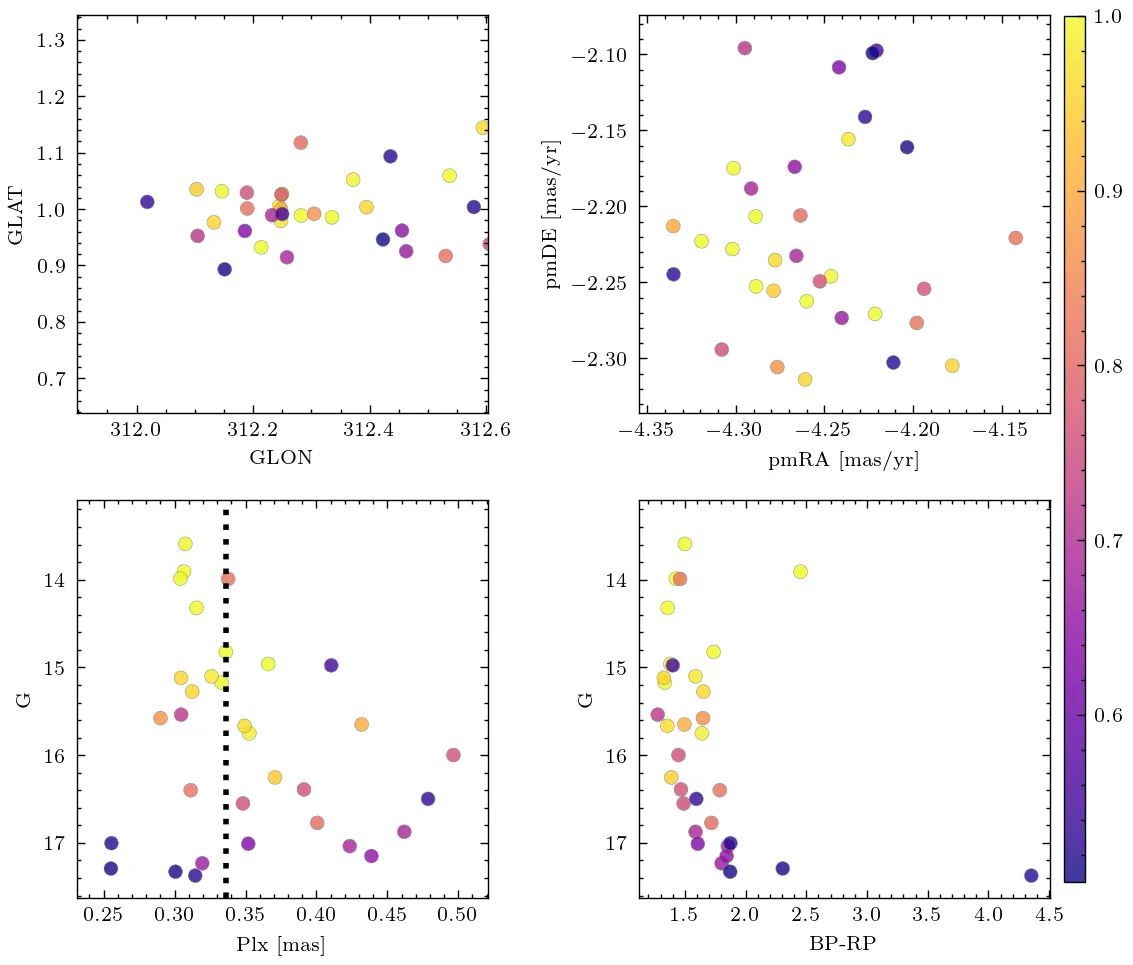 1.3
1.2
1.1
1.0
0.9
0.8
0.7
GLAT
312.0 312.2 312.4 312.6
GLON
−2.10
−2.15
−2.20
−2.25
−2.30
pmDE [mas/yr]
−4.35 −4.30 −4.25 −4.20 −4.15
pmRA [mas/yr]
1.0
0.9
0.8
0.7
0.6
14
15
16
17
G
0.25 0.30 0.35 0.40 0.45 0.50
Plx [mas]
14
15
16
17
G
1.5 2.0 2.5 3.0 3.5 4.0 4.5
BP-RP